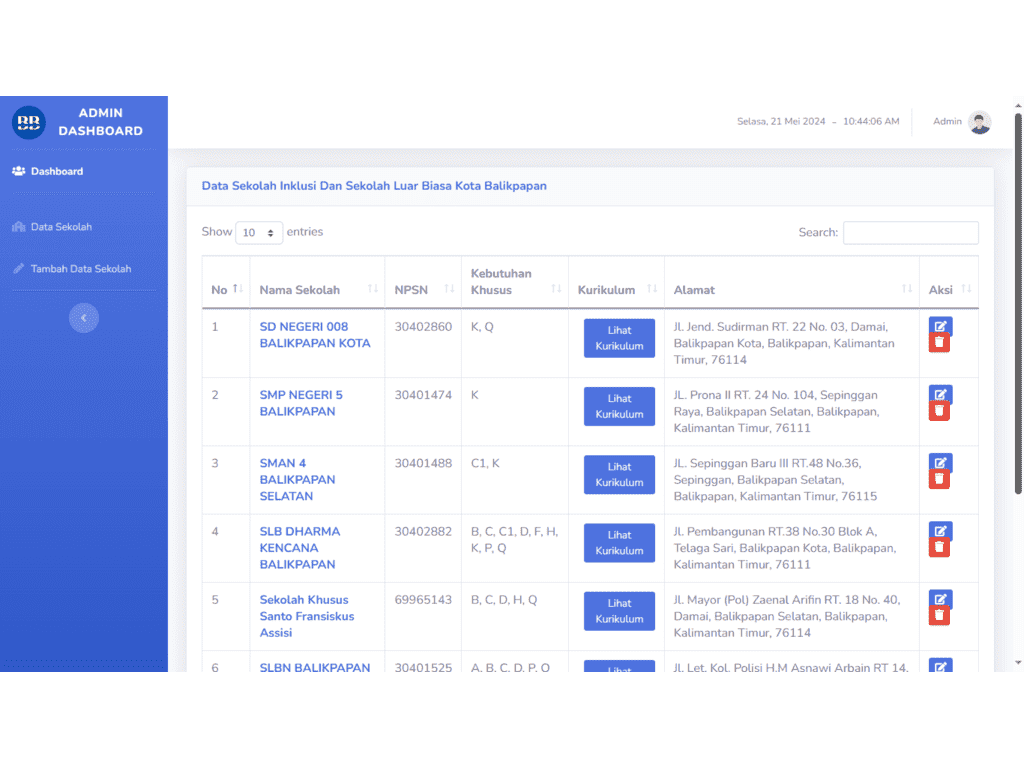 BB
ADMIN
DASHBOARD
Selasa, 21 Mei 2024 – 10:44:06 AM
Admin
Dashboard
Data Sekolah
Tambah Data Sekolah
Data Sekolah Inklusi Dan Sekolah Luar Biasa Kota Balikpapan
Show 10 entries
Search:
No
Nama Sekolah
NPSN
Kebutuhan
Khusus
Kurikulum
Alamat
Aksi
1
SD NEGERI 008
BALIKPAPAN KOTA
30402860
K, Q
Lihat
Kurikulum
Jl. Jend. Sudirman RT. 22 No. 03, Damai,
Balikpapan Kota, Balikpapan, Kalimantan
Timur, 76114
2
SMP NEGERI 5
BALIKPAPAN
30401474
K
Lihat
Kurikulum
JL. Prona II RT. 24 No. 104, Sepinggan
Raya, Balikpapan Selatan, Balikpapan,
Kalimantan Timur, 76111
3
SMAN 4
BALIKPAPAN
SELATAN
30401488
C1, K
Lihat
Kurikulum
JL. Sepinggan Baru III RT.48 No.36,
Sepinggan, Balikpapan Selatan,
Balikpapan, Kalimantan Timur, 76115
4
SLB DHARMA
KENCANA
BALIKPAPAN
30402882
B, C, C1, D, F, H,
K, P, Q
Lihat
Kurikulum
Jl. Pembangunan RT.38 No.30 Blok A,
Telaga Sari, Balikpapan Kota, Balikpapan,
Kalimantan Timur, 76111
5
Sekolah Khusus
Santo Fransiskus
Assisi
69965143
B, C, D, H, Q
Lihat
Kurikulum
Jl. Mayor (Pol) Zaenal Arifin RT. 18 No. 40,
Damai, Balikpapan Selatan, Balikpapan,
Kalimantan Timur, 76114
6
SLBN BALIKPAPAN
30401525
A, B, C, D, P, Q
Lihat
Jl. Let. Kol. Polisi H.M Asnawi Arbain RT 14,